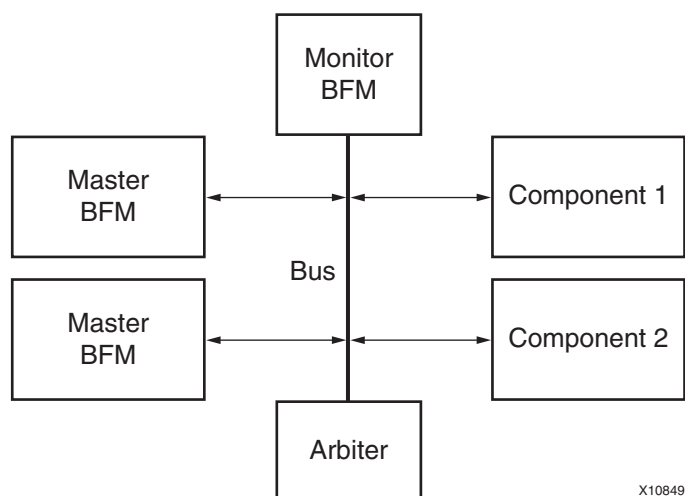 Monitor
BFM
Master
BFM
Component 1
Bus
Master
BFM
Component 2
Arbiter
X10849